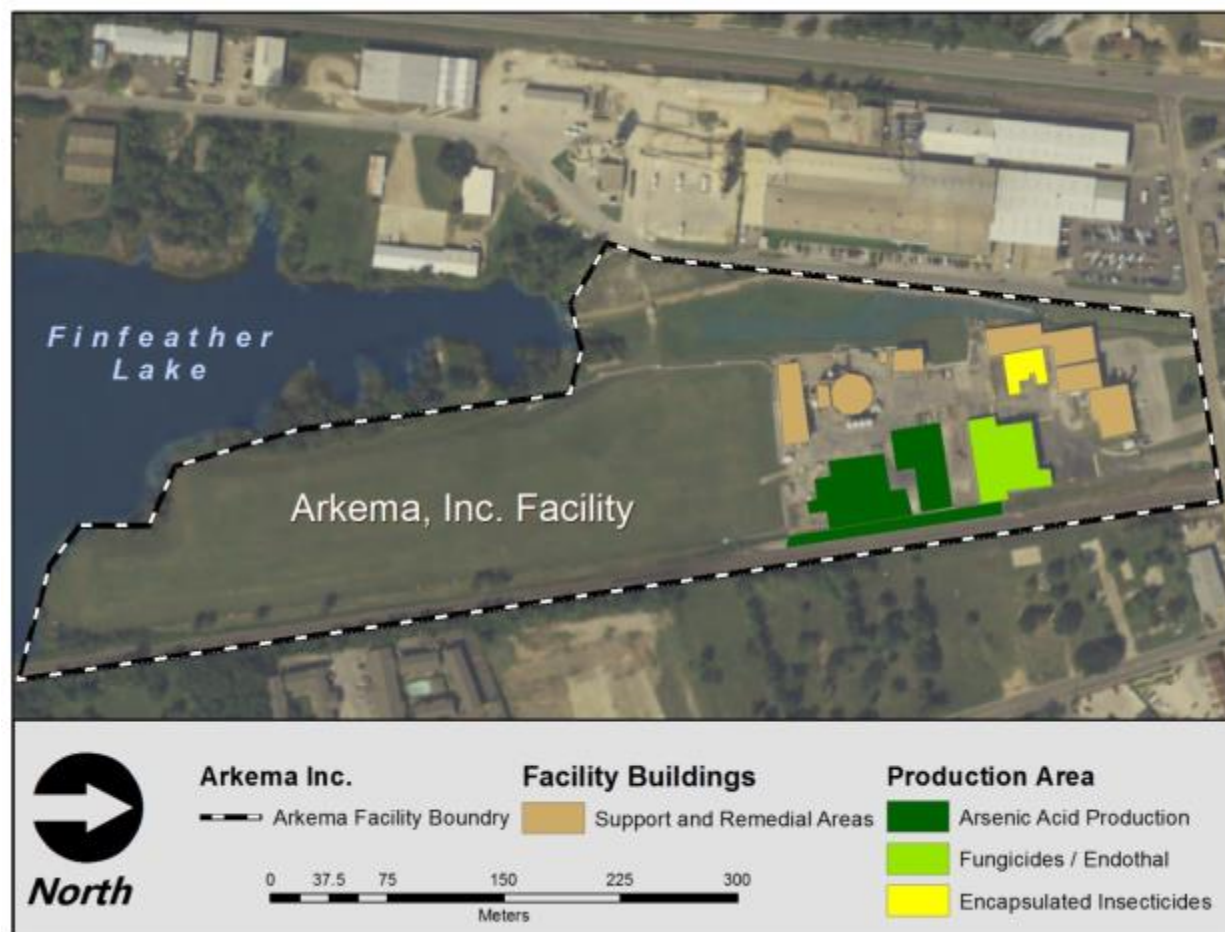 Finfeather
Lake
Arkema, Inc. Facility
North
Arkema Inc.
Arkema Facility Boundry
0 37.5 75 150 225 300
Meters
Facility Buildings
Support and Remedial Areas
Production Area
Arsenic Acid Production
Fungicides / Endothal
Encapsulated Insecticides